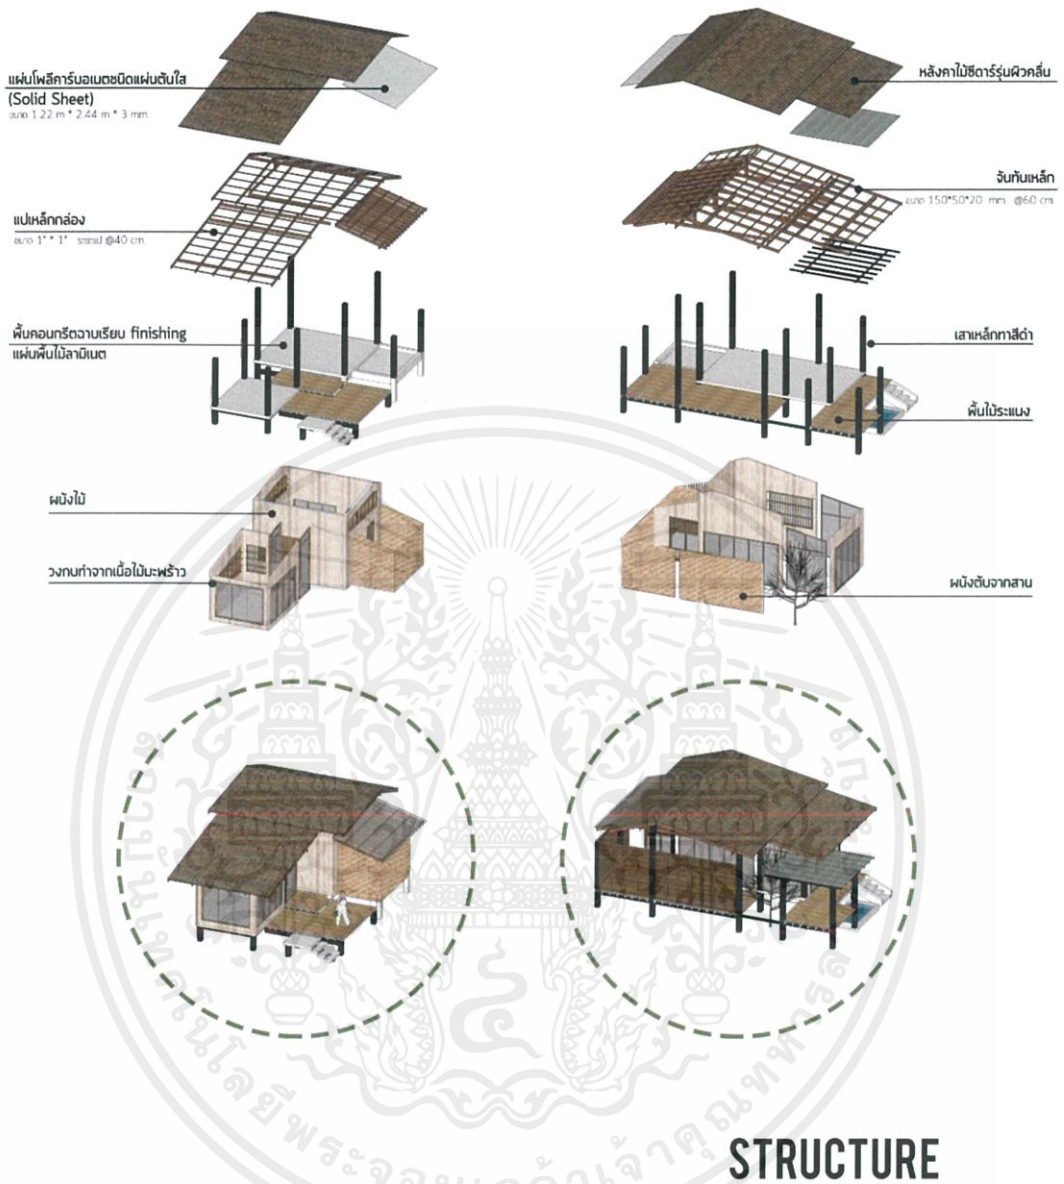 แผ่นโพลีคาร์บอเนตชนิดแผ่นตันใส
(Solid Sheet)
ขนาด 1.22 m * 2.44 m * 3 mm.
หลังคาไม้ซีดาร์รุ่นผิวคลื่น
จันทันเหล็ก
ขนาด 150*50*20 mm. @60 cm.
แปเหล็กกล่อง
ขนาด 1" * 1" ระยะแป @40 cm.
พื้นคอนกรีตฉาบเรียบ finishing
แผ่นพื้นไม้ลามิเนต
เสาเหล็กทาสีดำ
พื้นไม้ระแนง
ผนังไม้
วงกบทำจากเนื้อไม้มะพร้าว
ผนังตับจากสาน
STRUCTURE